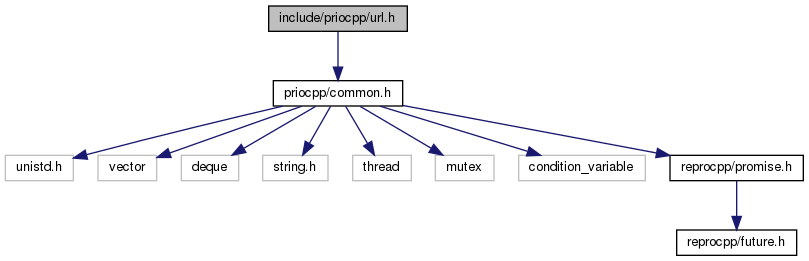 include/priocpp/url.h
priocpp/common.h
unistd.h
vector
deque
string.h
thread
mutex
condition_variable
reprocpp/promise.h
reprocpp/future.h